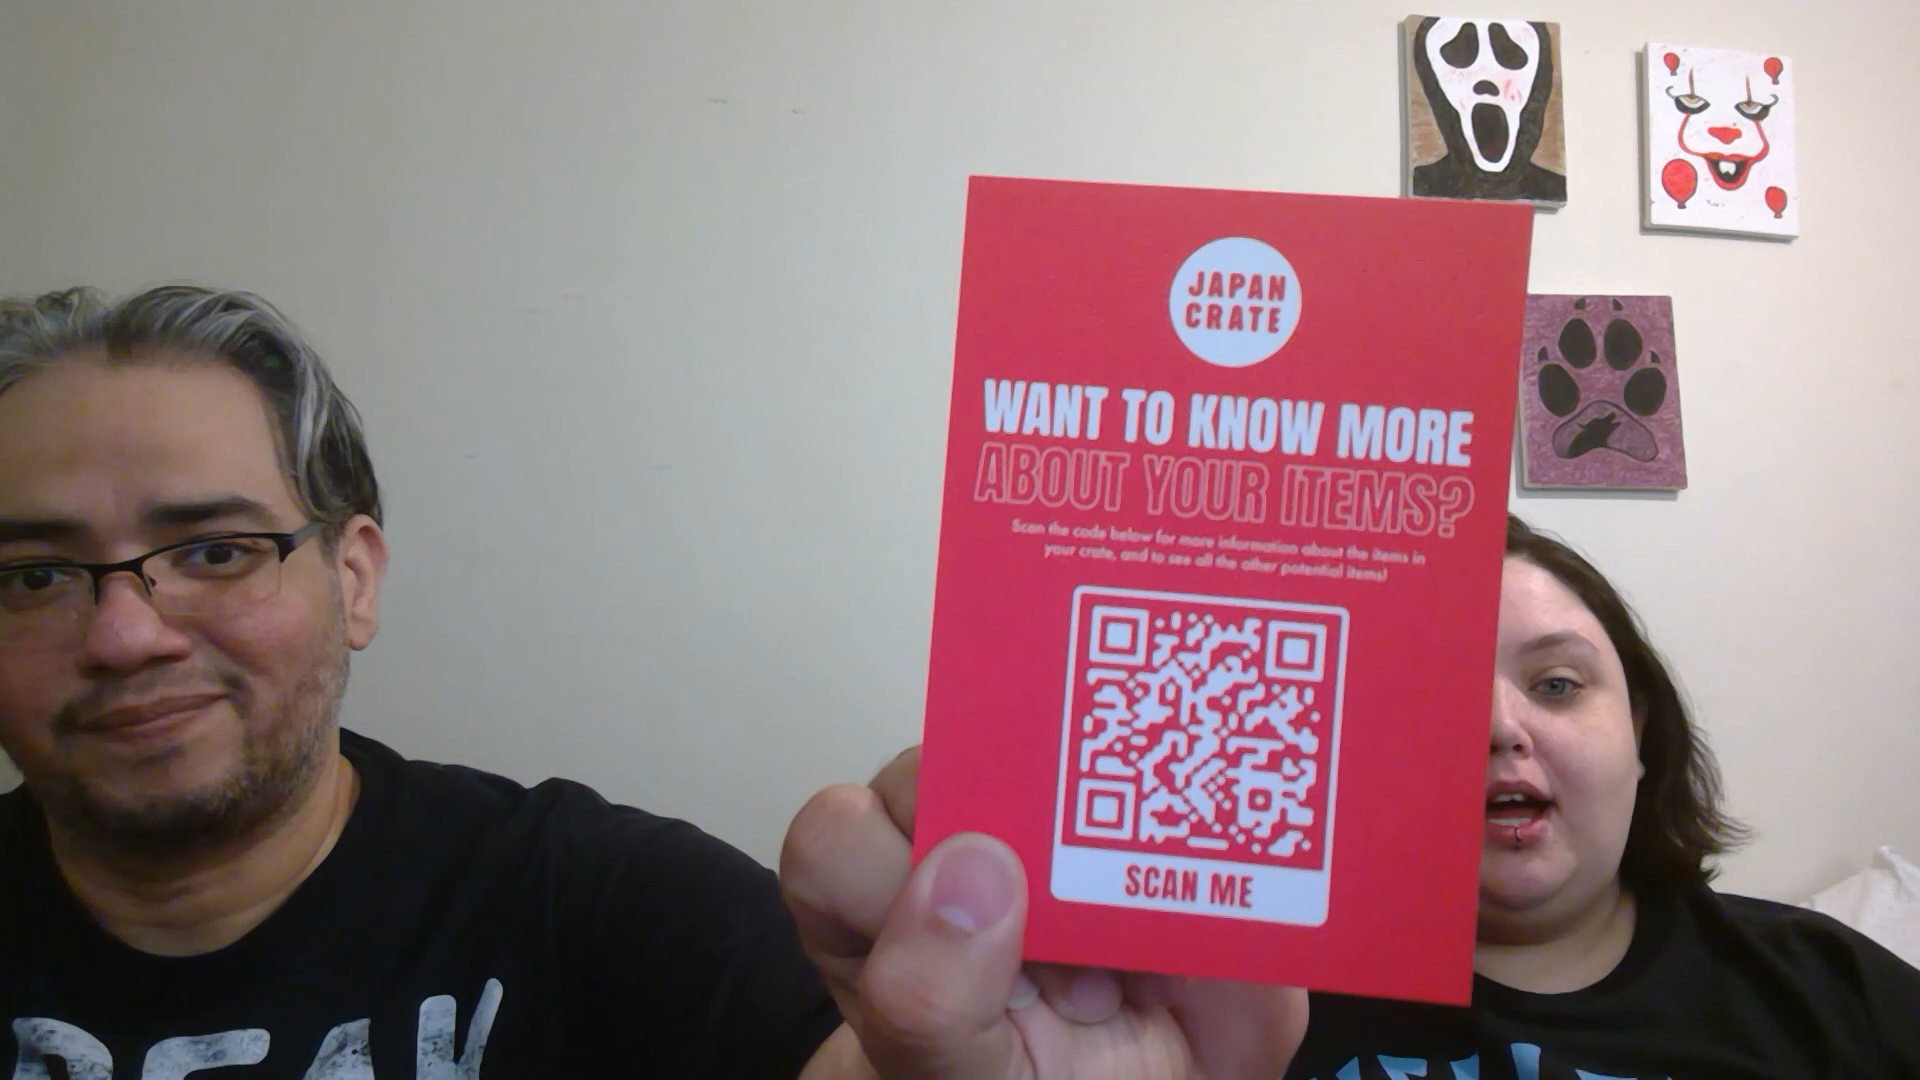 JAPAN
CRATE
WANT TO KNOW MORE
ABOUT YOUR ITEMS?
Scan the code below for more information about the items in
your crate, and to see all the other potential items!
SCAN ME